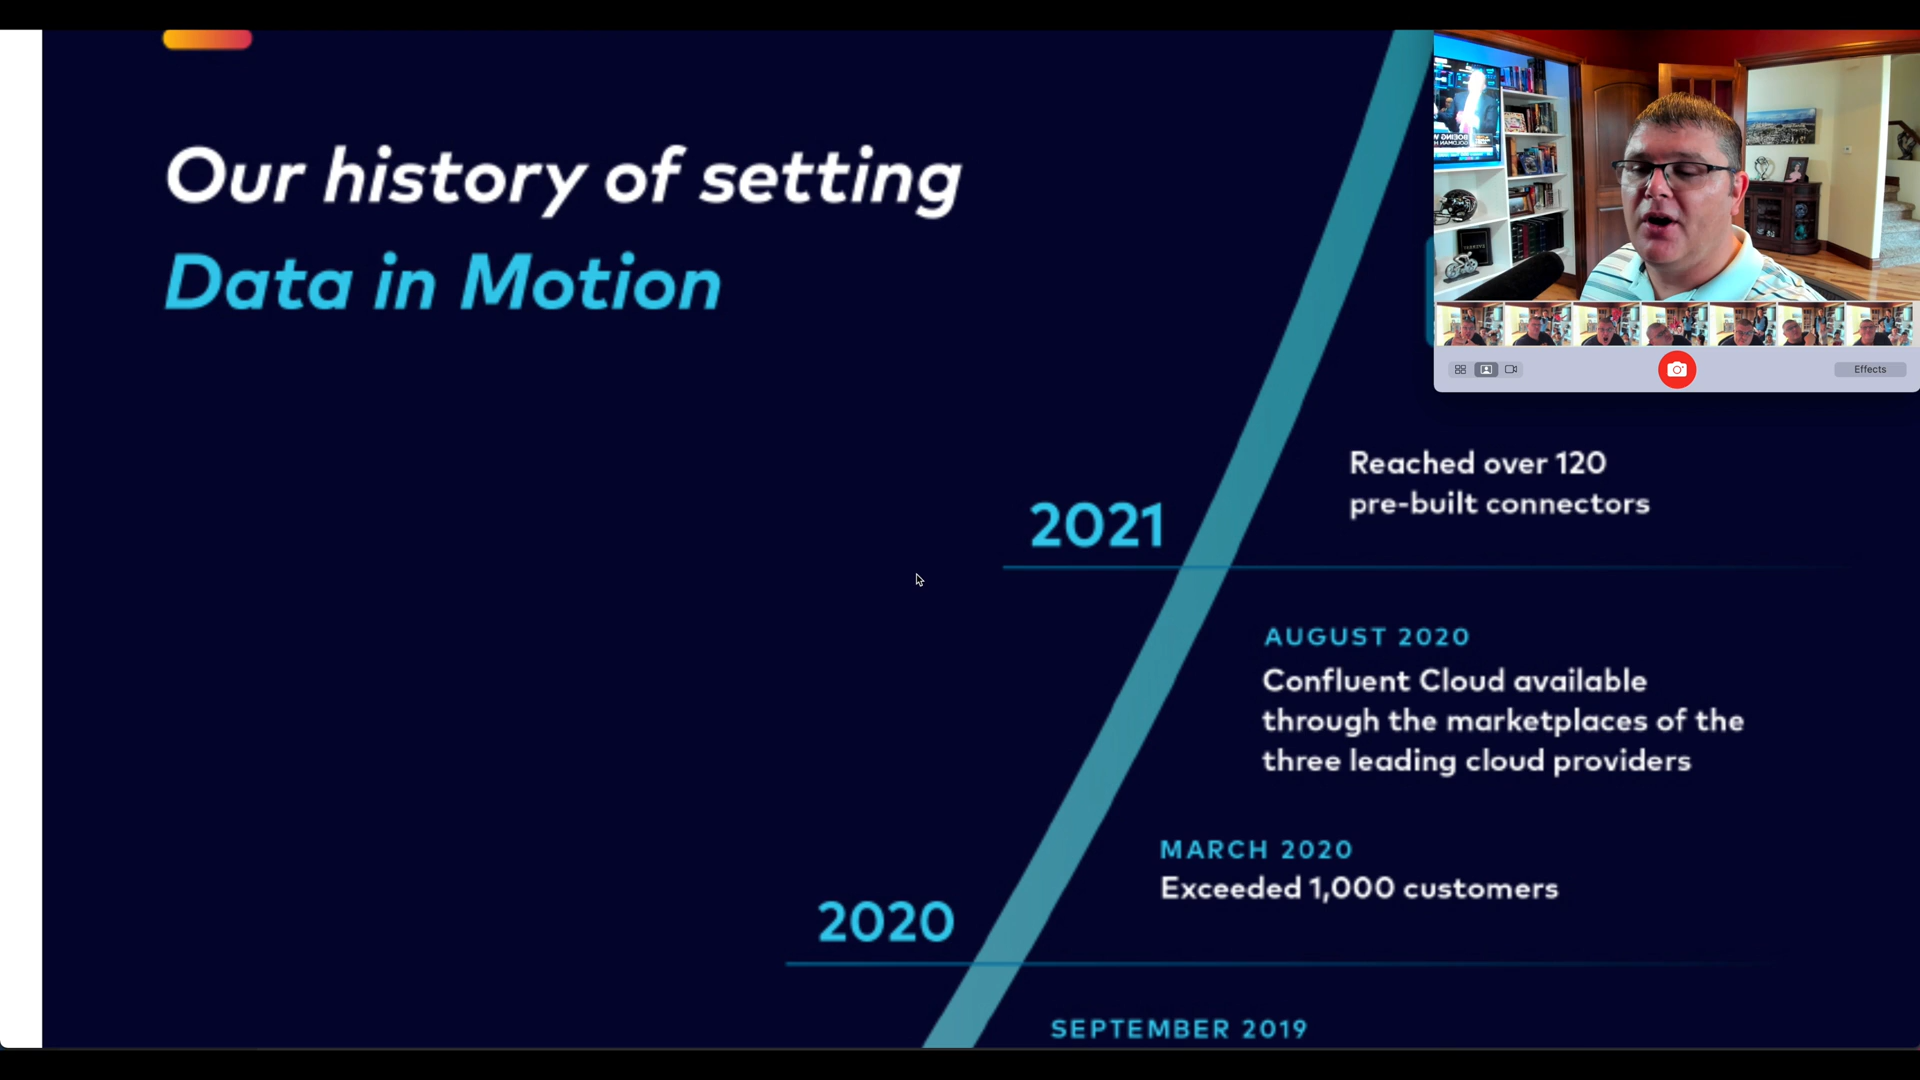 Our history of setting
Data in Motion
Effects
Reached over 120
pre-built connectors
2021
AUGUST 2020
Confluent Cloud available
through the marketplaces of the
three leading cloud providers
MARCH 2020
Exceeded 1,000 customers
2020
SEPTEMBER 2019